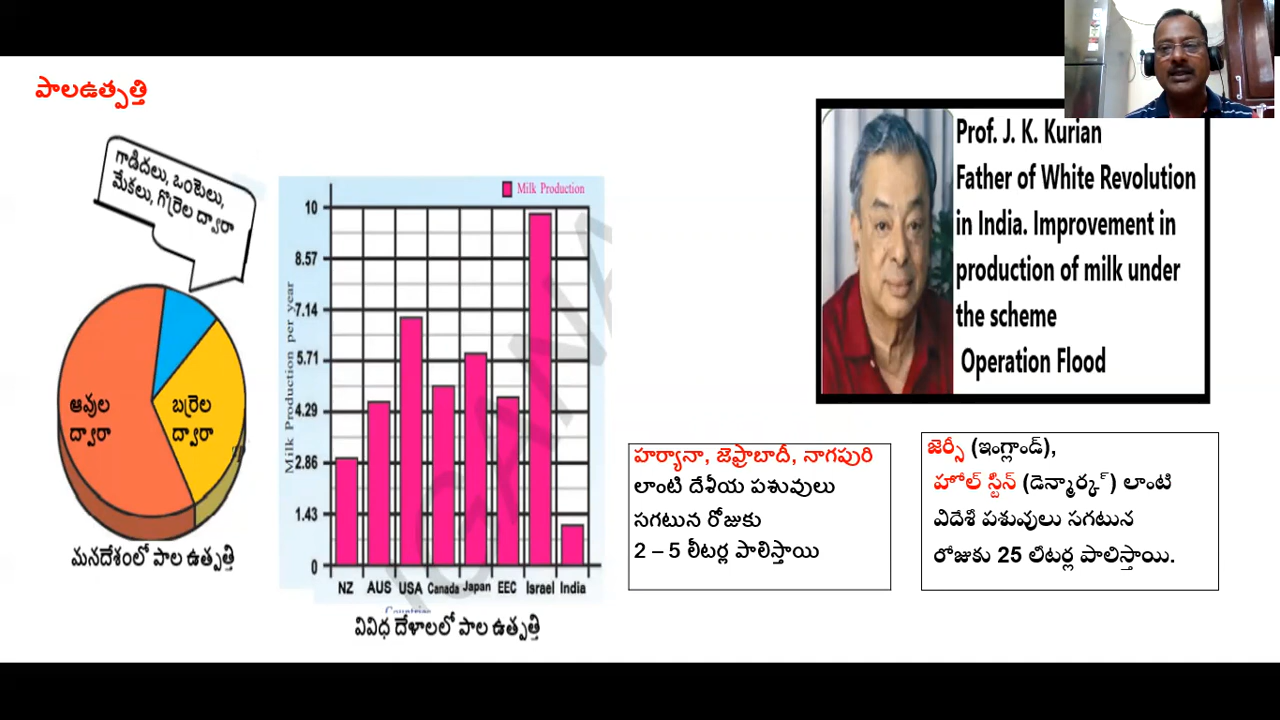 పాలఉత్పత్తి
గాడిదలు, ఒంటెలు,
మేకలు, గొర్రెల ద్వారా
ఆవుల
ద్వారా
బర్రెల
ద్వారా
మనదేశంలో పాల ఉత్పత్తి
Milk Production
Milk Production per year
10
8.57
7.14
5.71
4.29
2.86
1.43
0
NZ AUS USA Canada Japan EEC Israel India
Countries
వివిధ దేశాలలో పాల ఉత్పత్తి
Prof. J. K. Kurian
Father of White Revolution
in India. Improvement in
production of milk under
the scheme
Operation Flood
హర్యానా, జెఫ్రాబాదీ, నాగపురి
లాంటి దేశీయ పశువులు
సగటున రోజుకు
2 – 5 లీటర్ల పాలిస్తాయి
జెర్సీ (ఇంగ్లాండ్),
హోల్ స్టిన్ (డెన్మార్క్) లాంటి
విదేశీ పశువులు సగటున
రోజుకు 25 లిటర్ల పాలిస్తాయి.